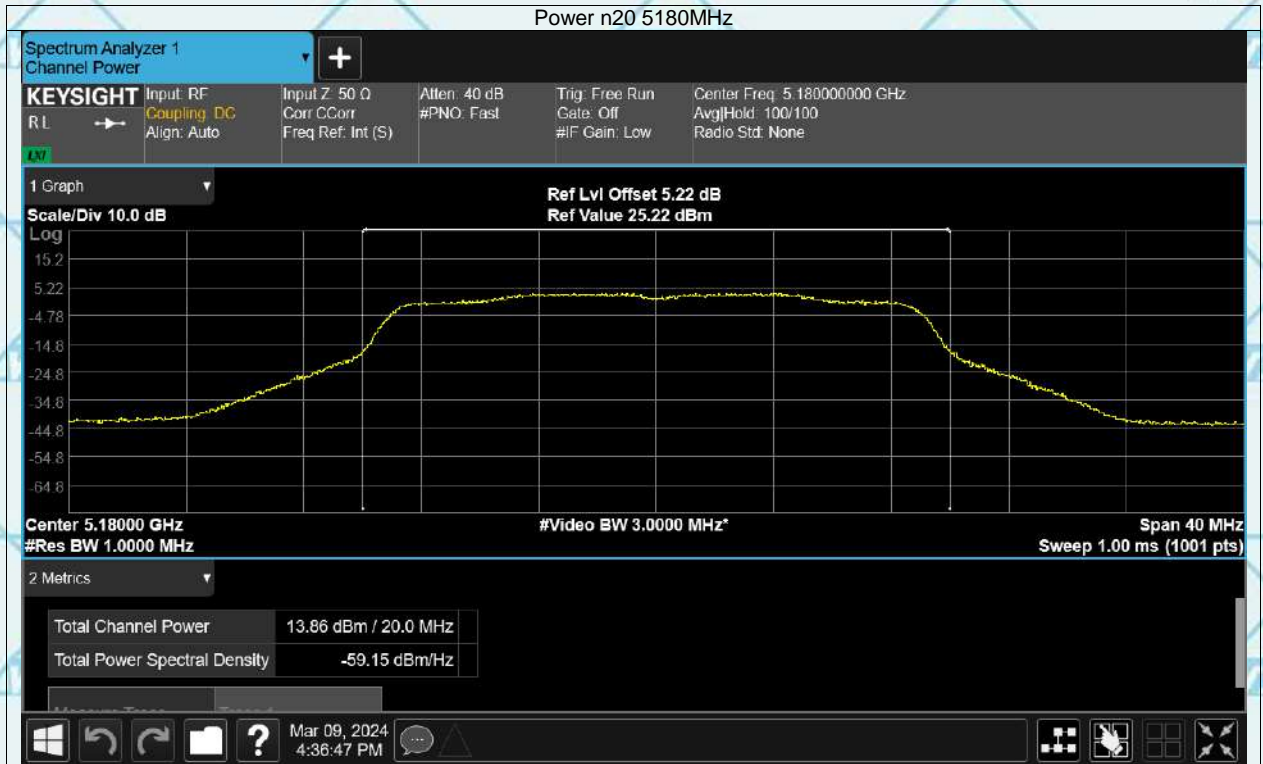 Power n20 5180MHz
Spectrum Analyzer 1
Channel Power
+
KEYSIGHT Input: RF Input Z: 50 Ω Atten: 40 dB Trig: Free Run Center Freq: 5.180000000 GHz
RL Coupling: DC Corr CCorr #PNO: Fast Gate: Off Avg|Hold: 100/100
Align: Auto Freq Ref: Int (S) #IF Gain: Low Radio Std: None
LXI
1 Graph
Ref Lvl Offset 5.22 dB
Scale/Div 10.0 dB Ref Value 25.22 dBm
Log
15.2
5.22
-4.78
-14.8
-24.8
-34.8
-44.8
-54.8
-64.8
Center 5.18000 GHz #Video BW 3.0000 MHz* Span 40 MHz
#Res BW 1.0000 MHz Sweep 1.00 ms (1001 pts)
2 Metrics
Total Channel Power 13.86 dBm / 20.0 MHz
Total Power Spectral Density -59.15 dBm/Hz
? Mar 09, 2024
4:36:47 PM